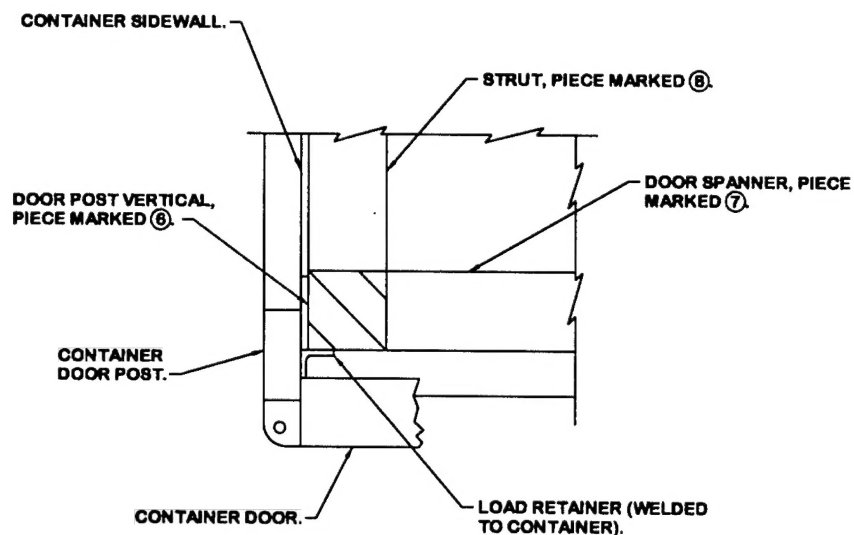 CONTAINER SIDEWALL.
STRUT, PIECE MARKED ⑧.
DOOR POST VERTICAL,
PIECE MARKED ⑥.
DOOR SPANNER, PIECE
MARKED ⑦.
CONTAINER
DOOR POST.
CONTAINER DOOR.
LOAD RETAINER (WELDED
TO CONTAINER).